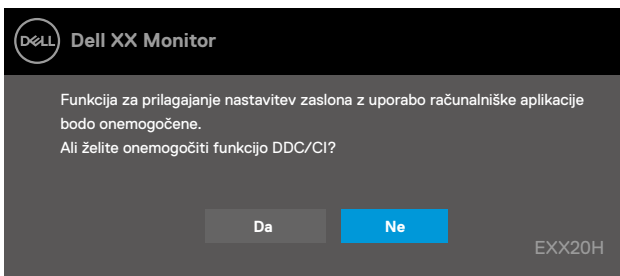 DELL Dell XX Monitor
Funkcija za prilagajanje nastavitev zaslona z uporabo računalniške aplikacije
bodo onemogočene.
Ali želite onemogočiti funkcijo DDC/CI?
Da Ne
EXX20H